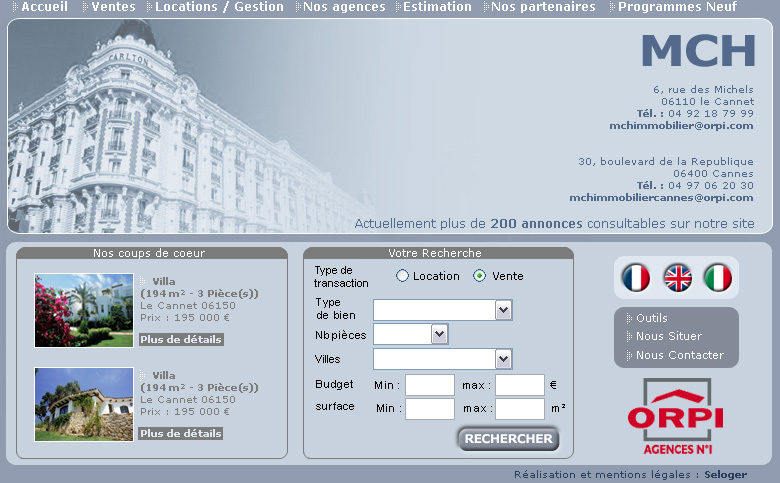 Accueil Ventes Locations / Gestion Nos agences Estimation Nos partenaires Programmes Neuf
CARLTON
MCH
6, rue des Michels
06110 le Cannet
Tél. : 04 92 18 79 99
mchimmobilier@orpi.com
30, boulevard de la Republique
06400 Cannes
Tél. : 04 97 06 20 30
mchimmobiliercannes@orpi.com
Actuellement plus de 200 annonces consultables sur notre site
Nos coups de coeur
Villa
(194 m² - 3 Pièce(s))
Le Cannet 06150
Prix : 195 000 €
Plus de détails
Villa
(194 m² - 3 Pièce(s))
Le Cannet 06150
Prix : 195 000 €
Plus de détails
Votre Recherche
Type de
transaction
Location Vente
Type
de bien
Nb pièces
Villes
Budget Min : max : €
surface Min : max : m²
RECHERCHER
Outils
Nous Situer
Nous Contacter
ORPI
AGENCES N°1
Réalisation et mentions légales : Seloger